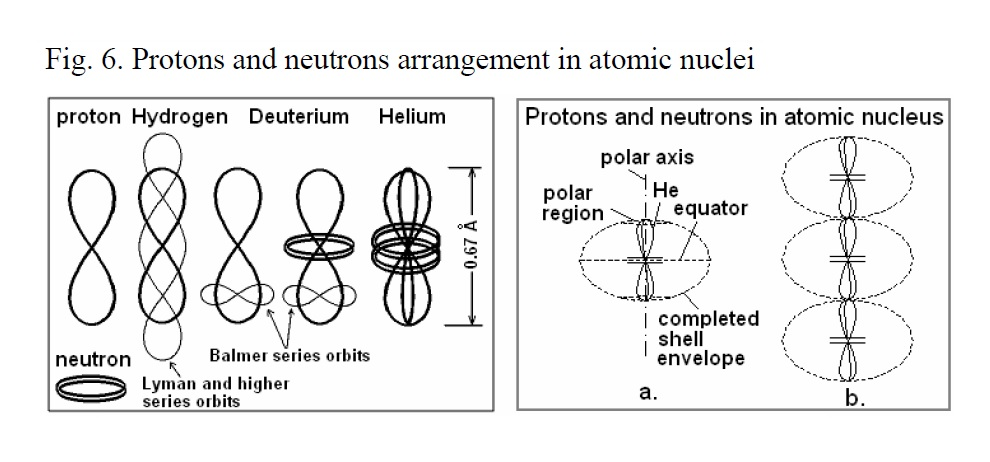 Fig. 6. Protons and neutrons arrangement in atomic nuclei
proton Hydrogen Deuterium Helium
0.67 Å
neutron
Balmer series orbits
Lyman and higher
series orbits
Protons and neutrons in atomic nucleus
polar axis
polar
region
He
equator
completed
shell
envelope
a.
b.